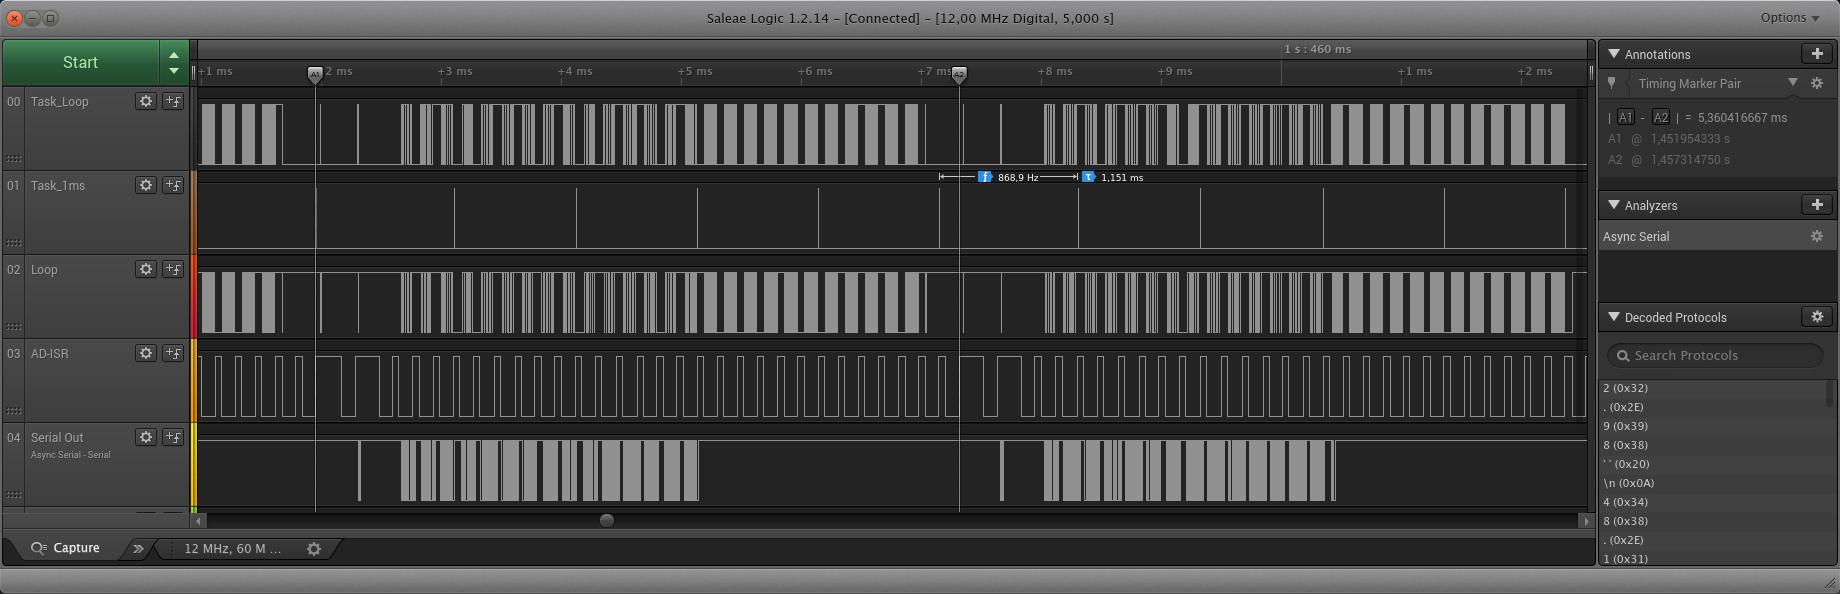 Saleae Logic 1.2.14 – [Connected] – [12,00 MHz Digital, 5,000 s]
Options
Start
1 s : 460 ms
+1 ms
2 ms
+3 ms
+4 ms
+5 ms
+6 ms
+7 ms
+8 ms
+9 ms
+1 ms
+2 ms
A1
A2
00 Task_Loop
01 Task_1ms
868,9 Hz
1,151 ms
02 Loop
03 AD-ISR
04 Serial Out
Async Serial - Serial
Capture
12 MHz, 60 M ...
Annotations
Timing Marker Pair
| A1 - A2 | = 5,360416667 ms
A1 @ 1,451954333 s
A2 @ 1,457314750 s
Analyzers
Async Serial
Decoded Protocols
Search Protocols
2 (0x32)
. (0x2E)
9 (0x39)
8 (0x38)
' ' (0x20)
\n (0x0A)
4 (0x34)
8 (0x38)
. (0x2E)
1 (0x31)